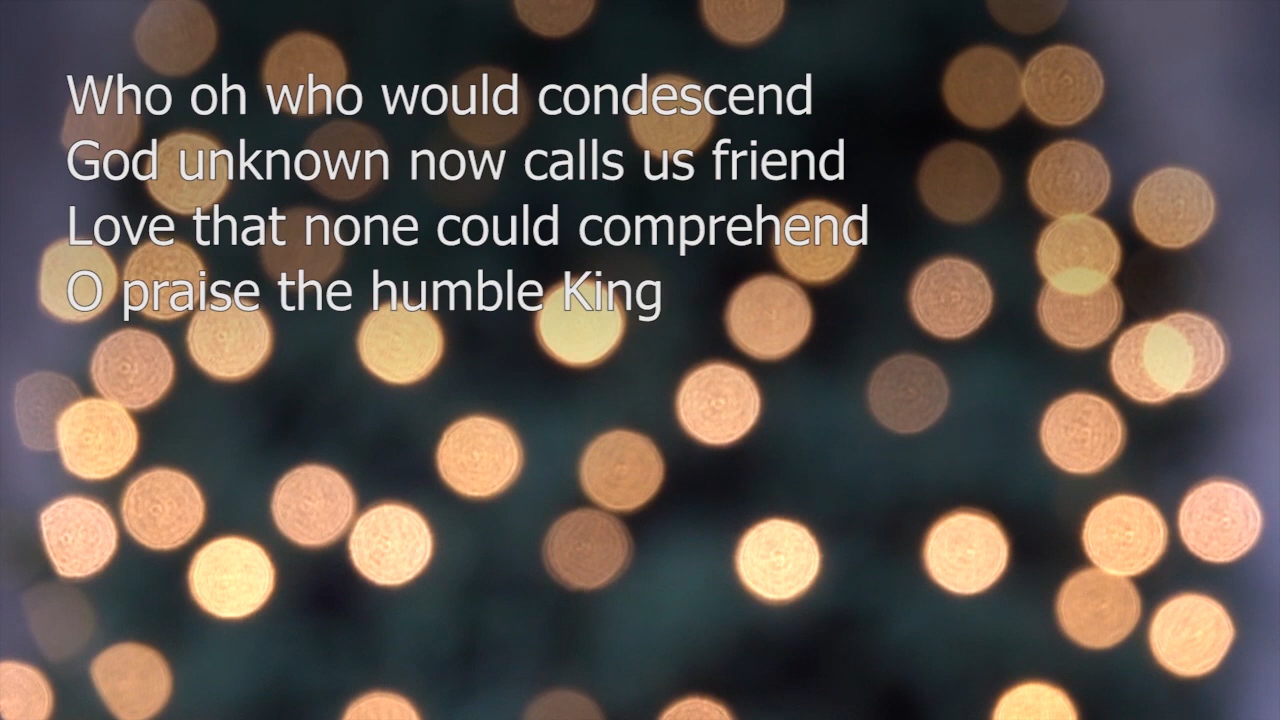 Who oh who would condescend
God unknown now calls us friend
Love that none could comprehend
O praise the humble King